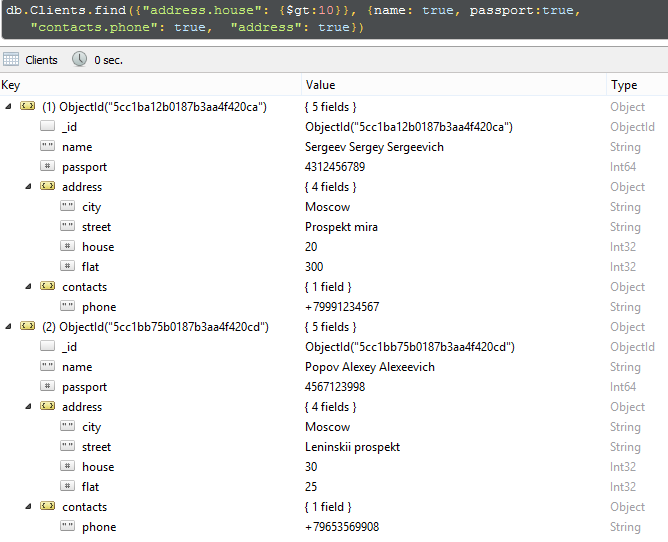 db.Clients.find({"address.house": {$gt:10}}, {name: true, passport:true,
"contacts.phone": true,  "address": true})
Clients 0 sec.
Key Value Type
(1) ObjectId("5cc1ba12b0187b3aa4f420ca") { 5 fields } Object
_id ObjectId("5cc1ba12b0187b3aa4f420ca") ObjectId
" " name Sergeev Sergey Sergeevich String
# passport 4312456789 Int64
address { 4 fields } Object
" " city Moscow String
" " street Prospekt mira String
# house 20 Int32
# flat 300 Int32
contacts { 1 field } Object
" " phone +79991234567 String
(2) ObjectId("5cc1bb75b0187b3aa4f420cd") { 5 fields } Object
_id ObjectId("5cc1bb75b0187b3aa4f420cd") ObjectId
" " name Popov Alexey Alexeevich String
# passport 4567123998 Int64
address { 4 fields } Object
" " city Moscow String
" " street Leninskii prospekt String
# house 30 Int32
# flat 25 Int32
contacts { 1 field } Object
" " phone +79653569908 String